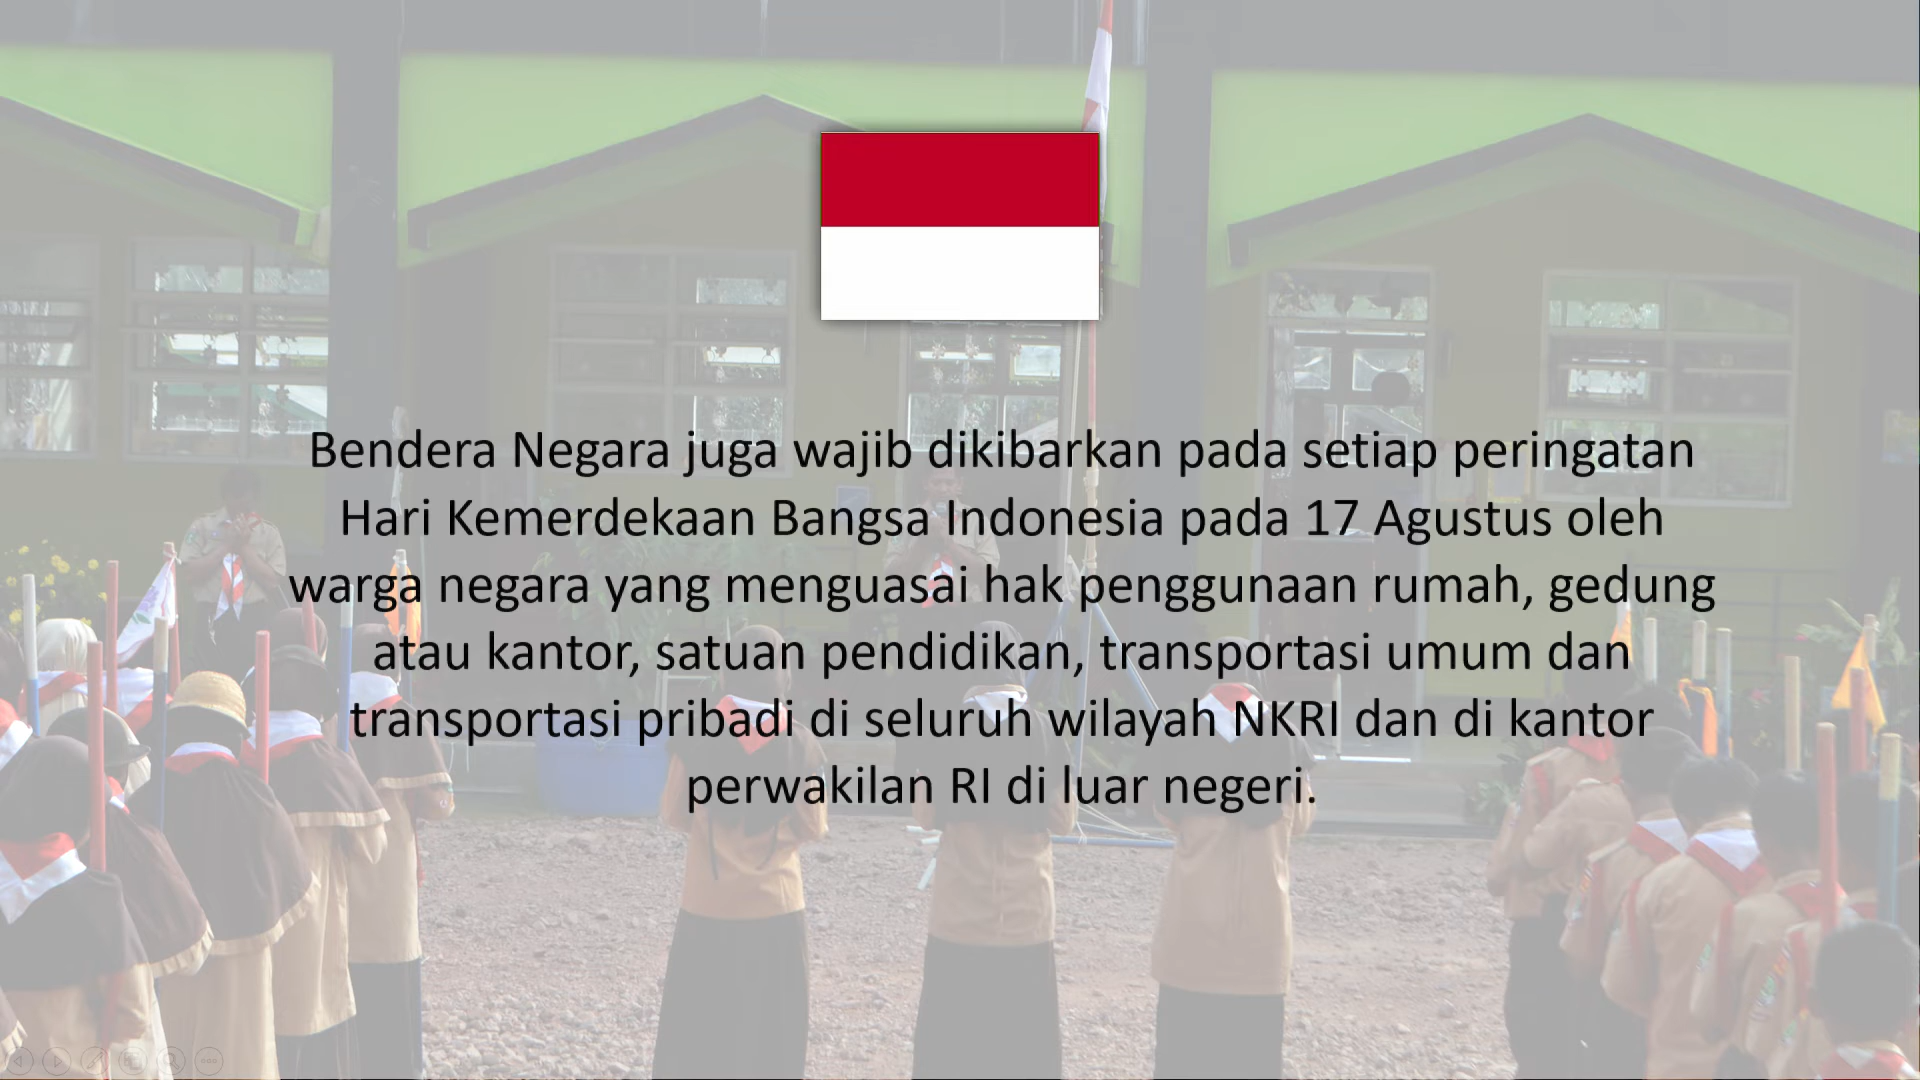 Bendera Negara juga wajib dikibarkan pada setiap peringatan
Hari Kemerdekaan Bangsa Indonesia pada 17 Agustus oleh
warga negara yang menguasai hak penggunaan rumah, gedung
atau kantor, satuan pendidikan, transportasi umum dan
transportasi pribadi di seluruh wilayah NKRI dan di kantor
perwakilan RI di luar negeri.